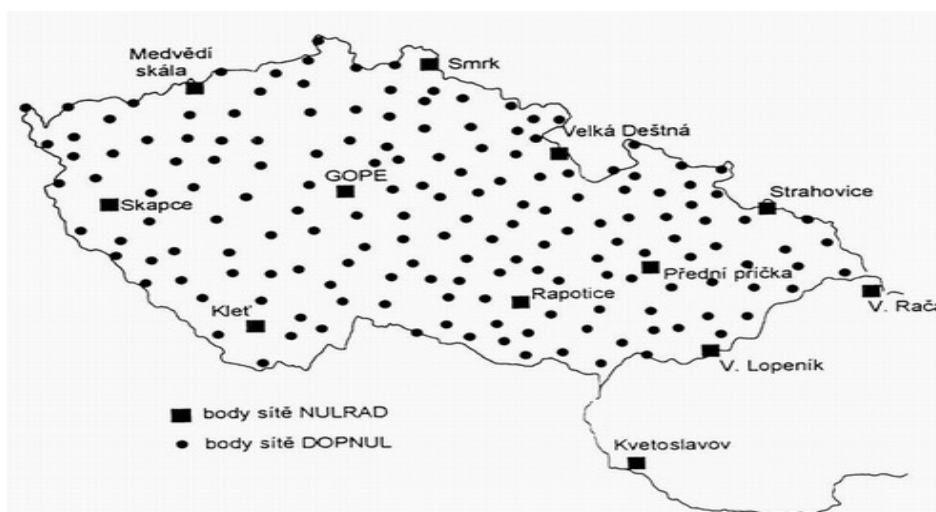 Medvědí
skála
Smrk
Velká Deštná
GOPE
Skapce
Strahovice
Přední příčka
Rapotice
V. Rača
Kleť
V. Lopeník
body sítě NULRAD
body sítě DOPNUL
Kvetoslavov